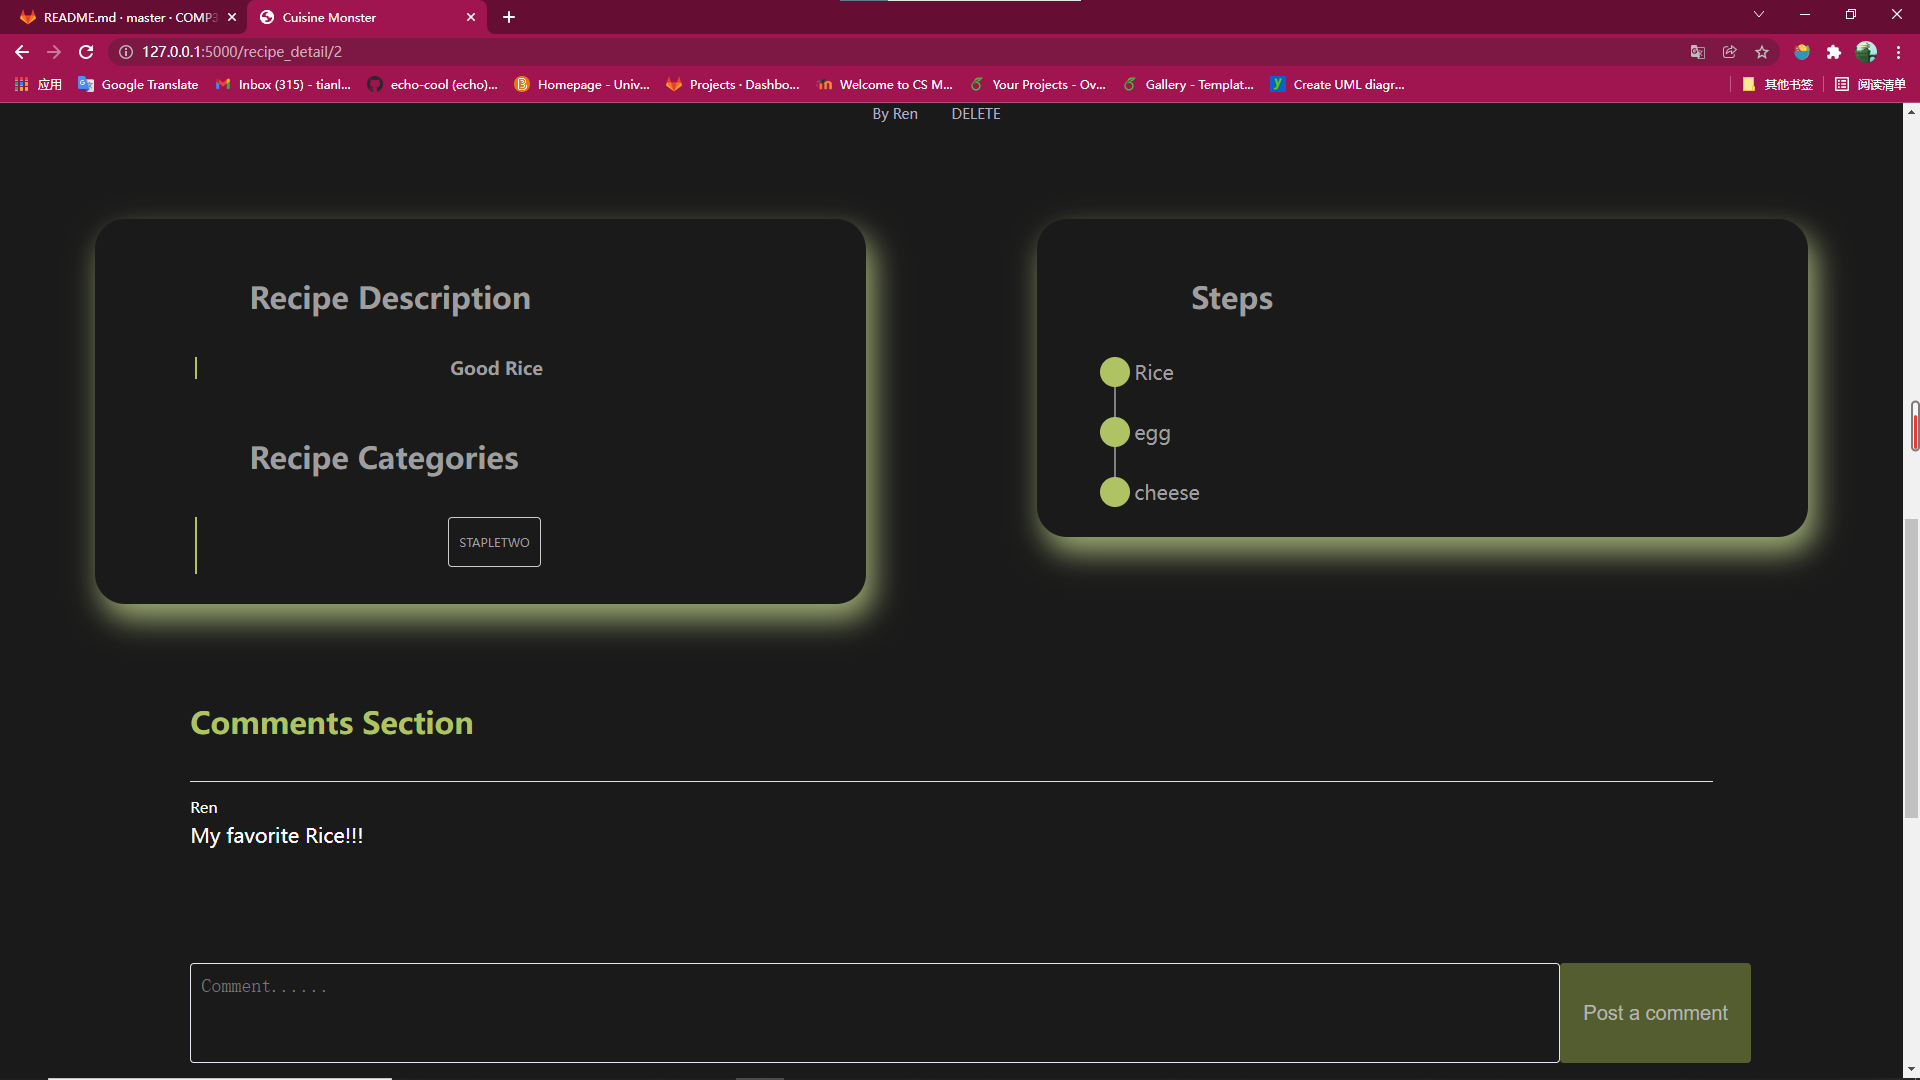 README.md · master · COMP3
Cuisine Monster
127.0.0.1:5000/recipe_detail/2
应用
Google Translate
Inbox (315) - tianl...
echo-cool (echo)...
Homepage - Univ...
Projects · Dashbo...
Welcome to CS M...
Your Projects - Ov...
Gallery - Templat...
Create UML diagr...
其他书签
阅读清单
By Ren DELETE
Recipe Description
Good Rice
Recipe Categories
STAPLETWO
Steps
Rice
egg
cheese
Comments Section
Ren
My favorite Rice!!!
Comment......
Post a comment